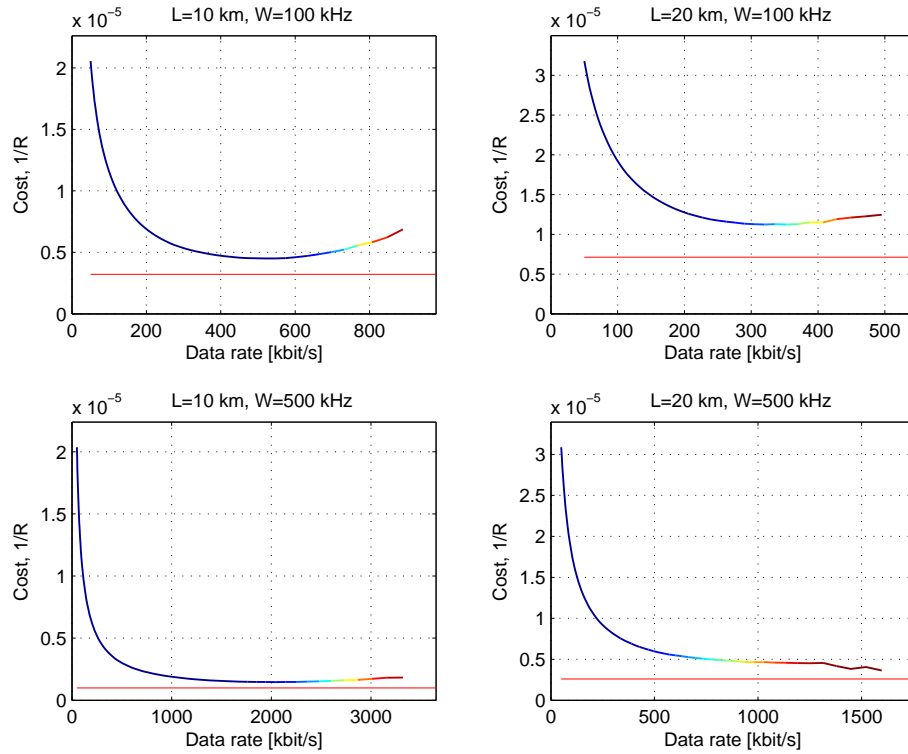 x 10⁻⁵
L=10 km, W=100 kHz
2
1.5
1
0.5
0
Cost, 1/R
0 200 400 600 800
Data rate [kbit/s]
x 10⁻⁵
L=20 km, W=100 kHz
3
2.5
2
1.5
1
0.5
0
Cost, 1/R
0 100 200 300 400 500
Data rate [kbit/s]
x 10⁻⁵
L=10 km, W=500 kHz
2
1.5
1
0.5
0
Cost, 1/R
0 1000 2000 3000
Data rate [kbit/s]
x 10⁻⁵
L=20 km, W=500 kHz
3
2.5
2
1.5
1
0.5
0
Cost, 1/R
0 500 1000 1500
Data rate [kbit/s]